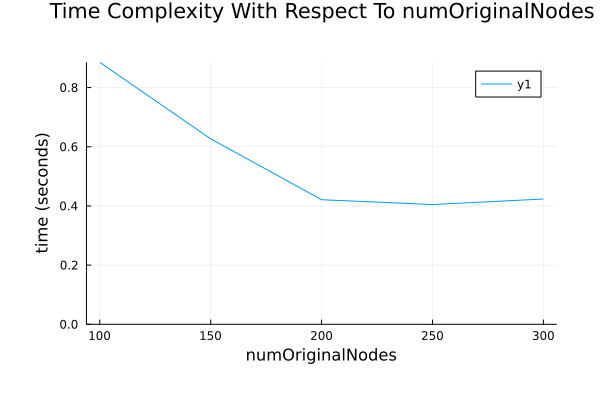 Time Complexity With Respect To numOriginalNodes
y1
time (seconds)
0.8
0.6
0.4
0.2
0.0
100 150 200 250 300
numOriginalNodes